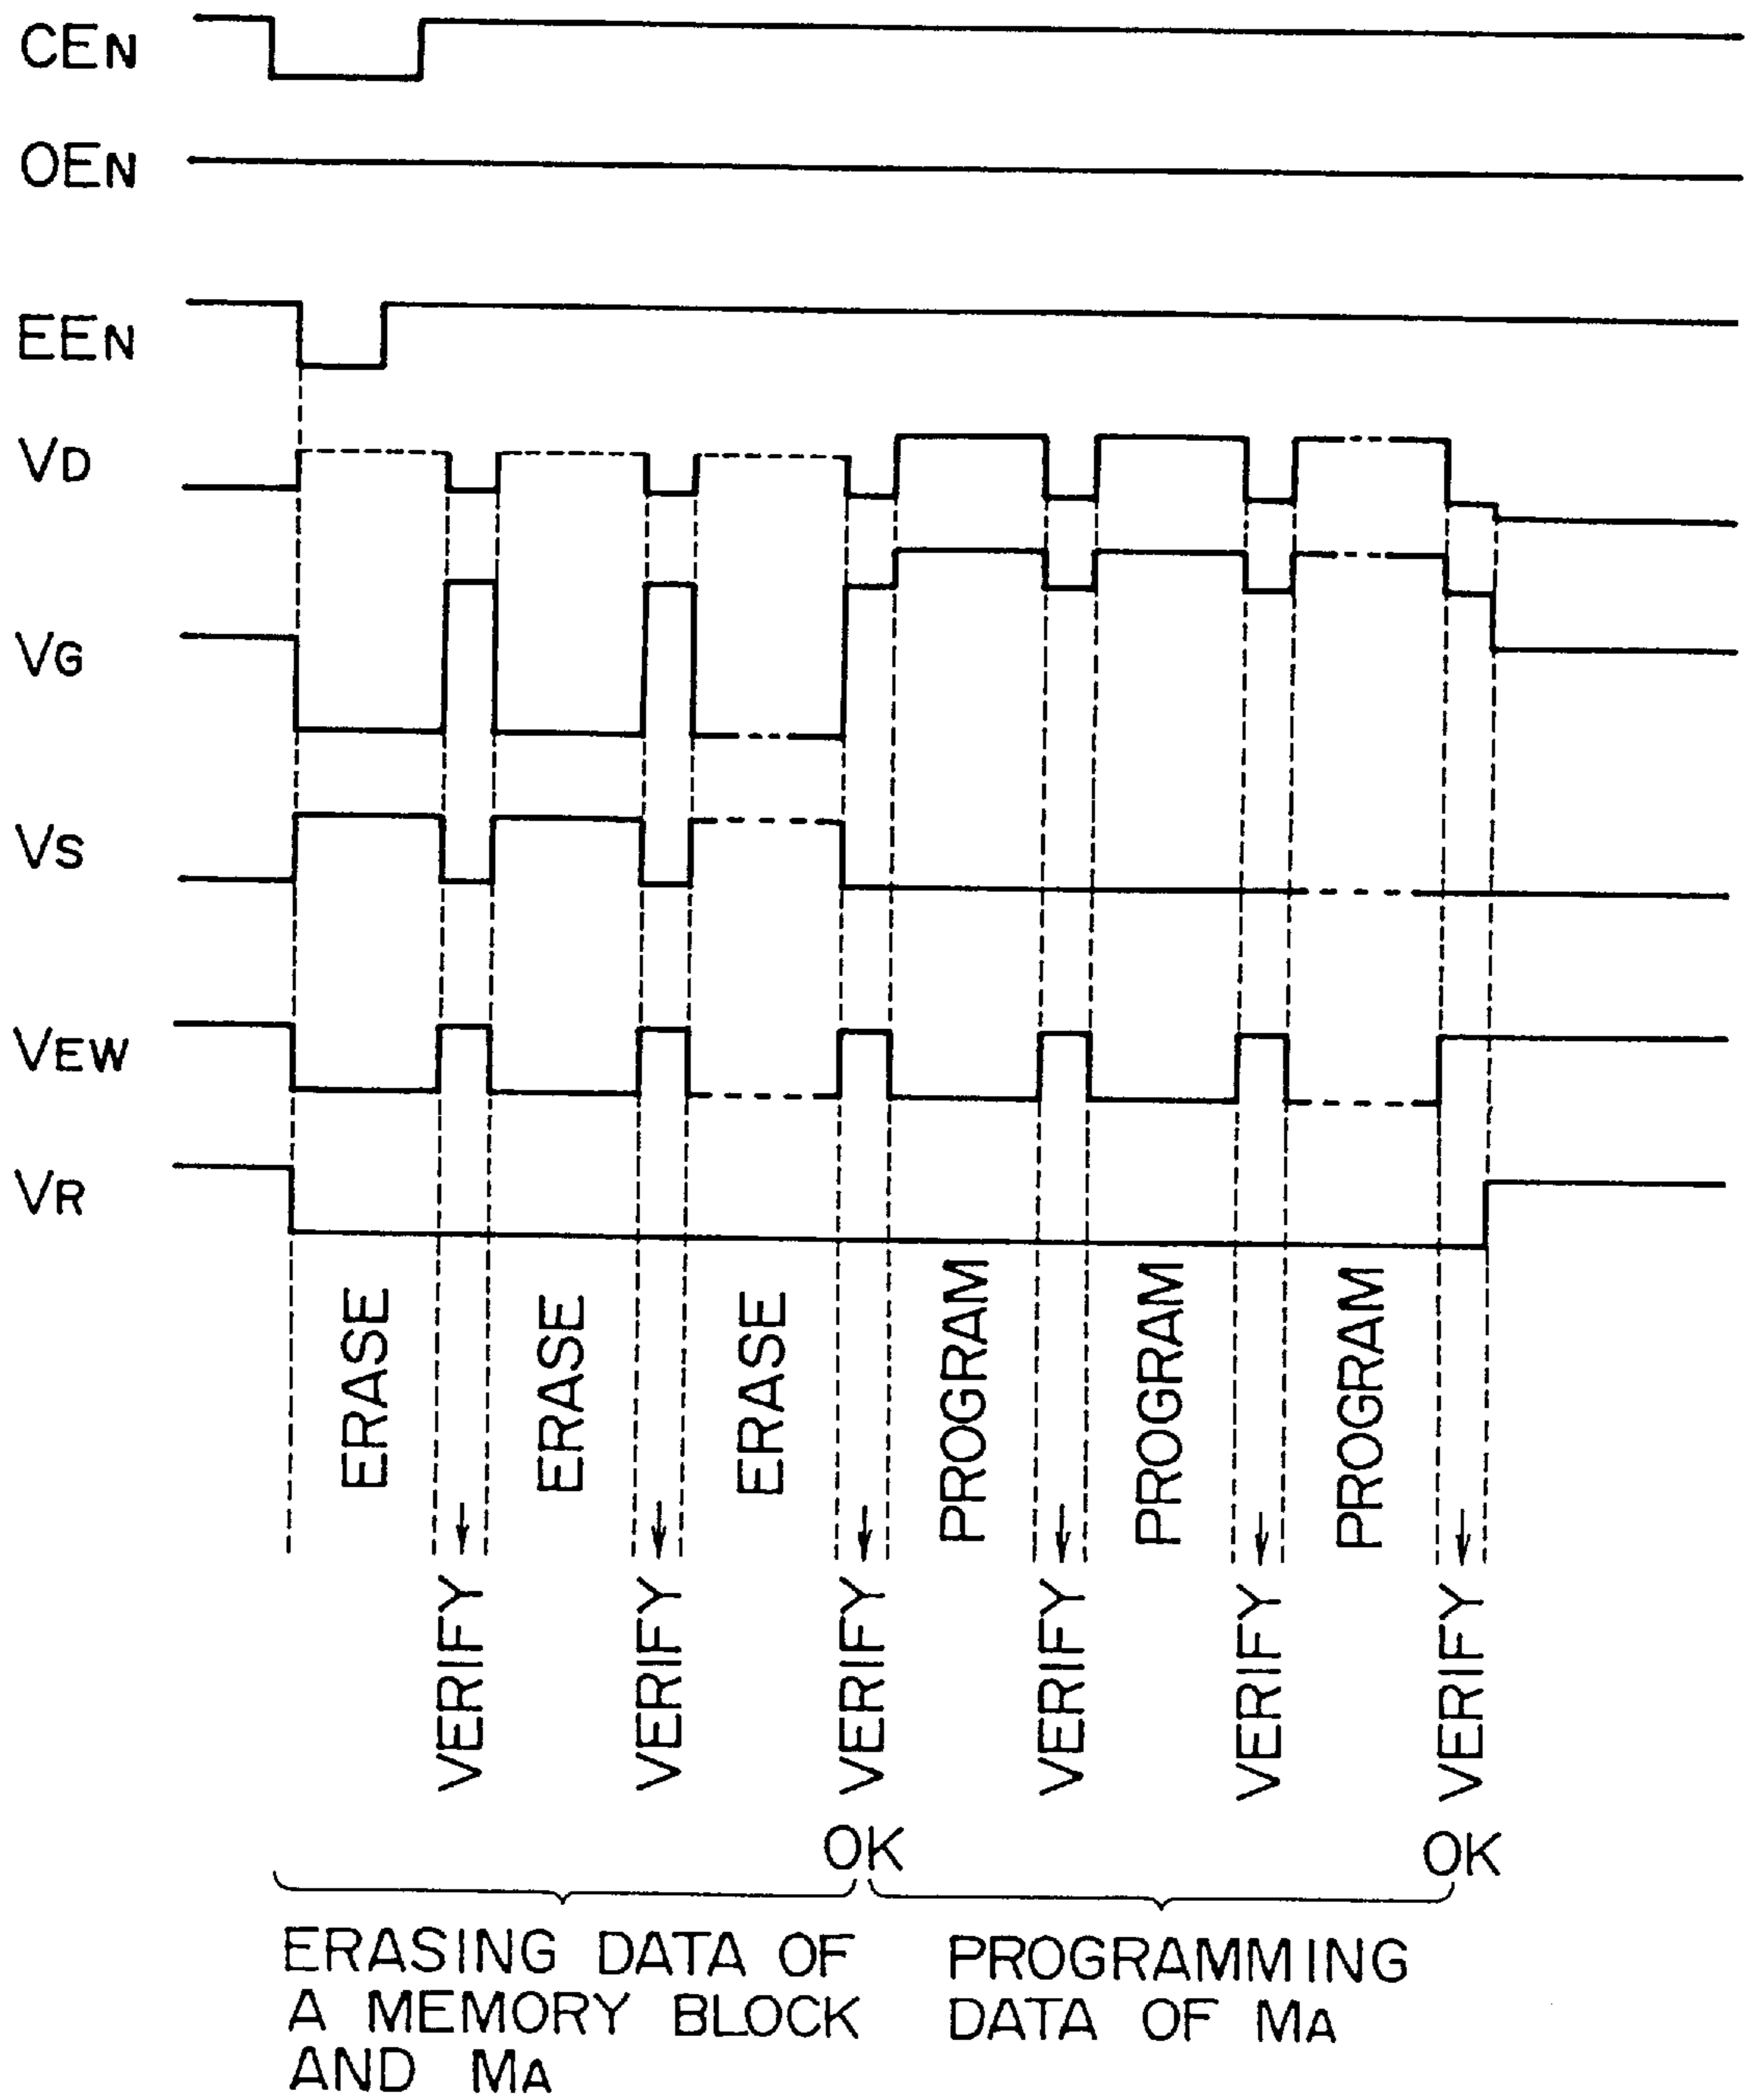 CEN
OEN
EEN
VD
VG
VS
VEW
VR
ERASE
ERASE
ERASE
PROGRAM
PROGRAM
PROGRAM
VERIFY
VERIFY
VERIFY
VERIFY
VERIFY
VERIFY
OK
OK
ERASING DATA OF
A MEMORY BLOCK
AND MA
PROGRAMMING
DATA OF MA